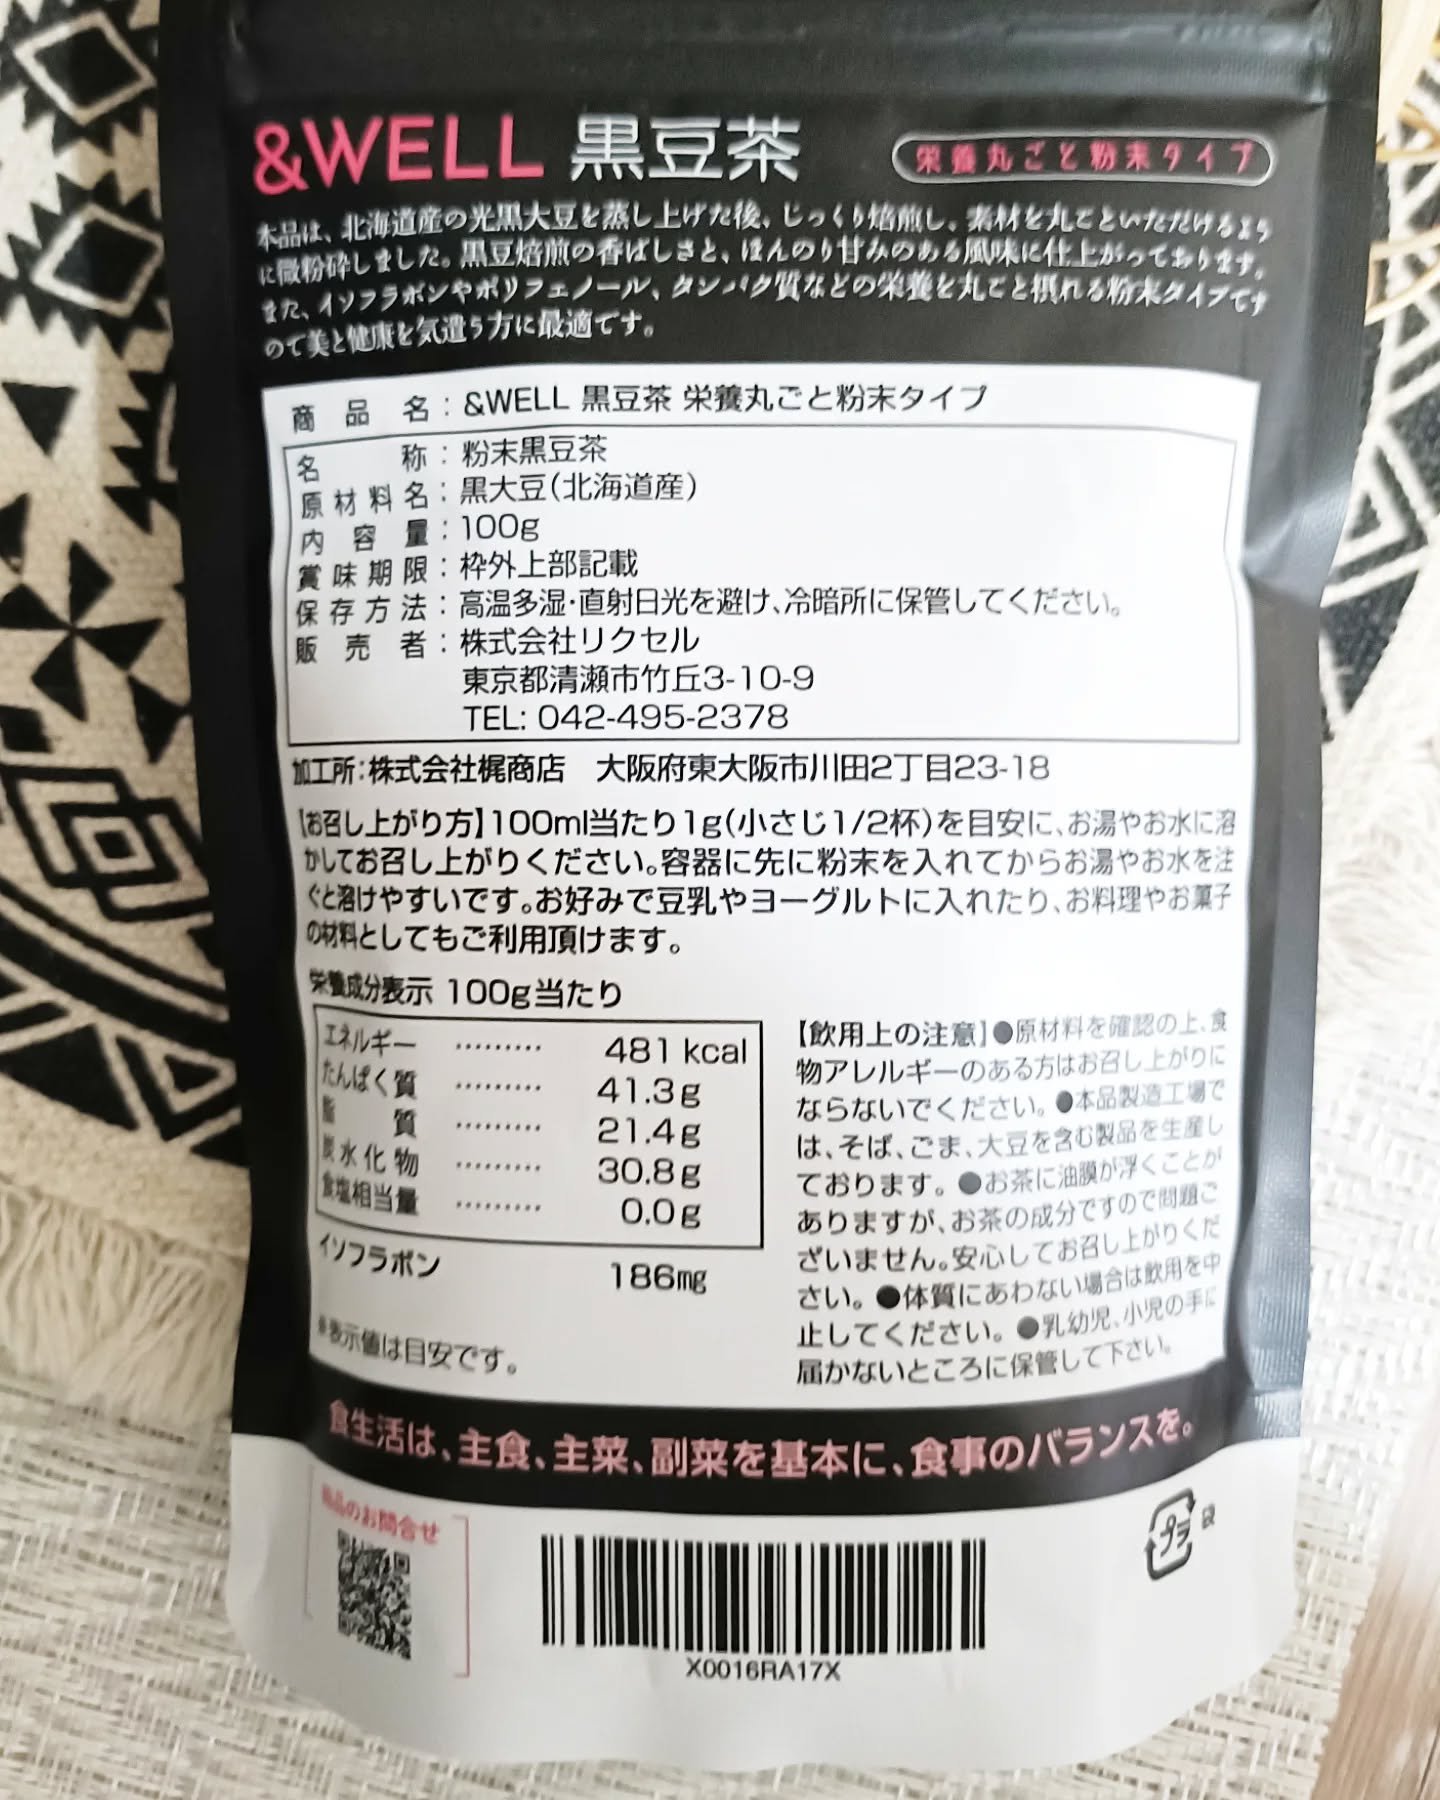 &WELL 黒豆茶 栄養丸ごと粉末タイプ
本品は、北海道産の光黒大豆を蒸し上げた後、じっくり焙煎し、素材を丸ごといただけるよう
に微粉砕しました。黒豆焙煎の香ばしさと、ほんのり甘みのある風味に仕上がっております。
また、イソフラボンやポリフェノール、タンパク質などの栄養を丸ごと摂れる粉末タイプです
ので美と健康を気遣う方に最適です。
商品名：&WELL 黒豆茶 栄養丸ごと粉末タイプ
名称：粉末黒豆茶
原材料名：黒大豆(北海道産)
内容量：100g
賞味期限：枠外上部記載
保存方法：高温多湿・直射日光を避け、冷暗所に保管してください。
販売者：株式会社リクセル
東京都清瀬市竹丘3-10-9
TEL: 042-495-2378
加工所：株式会社梶商店 大阪府東大阪市川田2丁目23-18
【お召し上がり方】100ml当たり1g(小さじ1/2杯)を目安に、お湯やお水に溶
かしてお召し上がりください。容器に先に粉末を入れてからお湯やお水を注
ぐと溶けやすいです。お好みで豆乳やヨーグルトに入れたり、お料理やお菓子
の材料としてもご利用頂けます。
栄養成分表示 100g当たり
エネルギー ……… 481 kcal
たんぱく質 ……… 41.3g
脂質 ……… 21.4g
炭水化物 ……… 30.8g
食塩相当量 ……… 0.0g
イソフラボン 186mg
※表示値は目安です。
【飲用上の注意】●原材料を確認の上、食
物アレルギーのある方はお召し上がりに
ならないでください。●本品製造工場で
は、そば、ごま、大豆を含む製品を生産し
ております。●お茶に油膜が浮くことが
ありますが、お茶の成分ですので問題ご
ざいません。安心してお召し上がりくだ
さい。●体質にあわない場合は飲用を中
止してください。●乳幼児、小児の手に
届かないところに保管して下さい。
食生活は、主食、主菜、副菜を基本に、食事のバランスを。
商品のお問合せ
X0016RA17X
プラ 袋